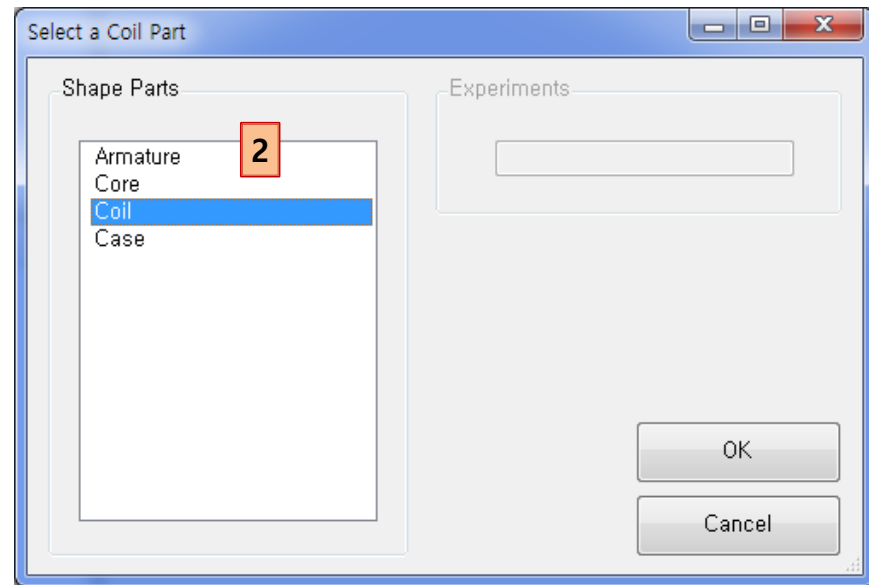 Select a Coil Part
Shape Parts
Experiments
2
Armature
Core
Coil
Case
OK
Cancel